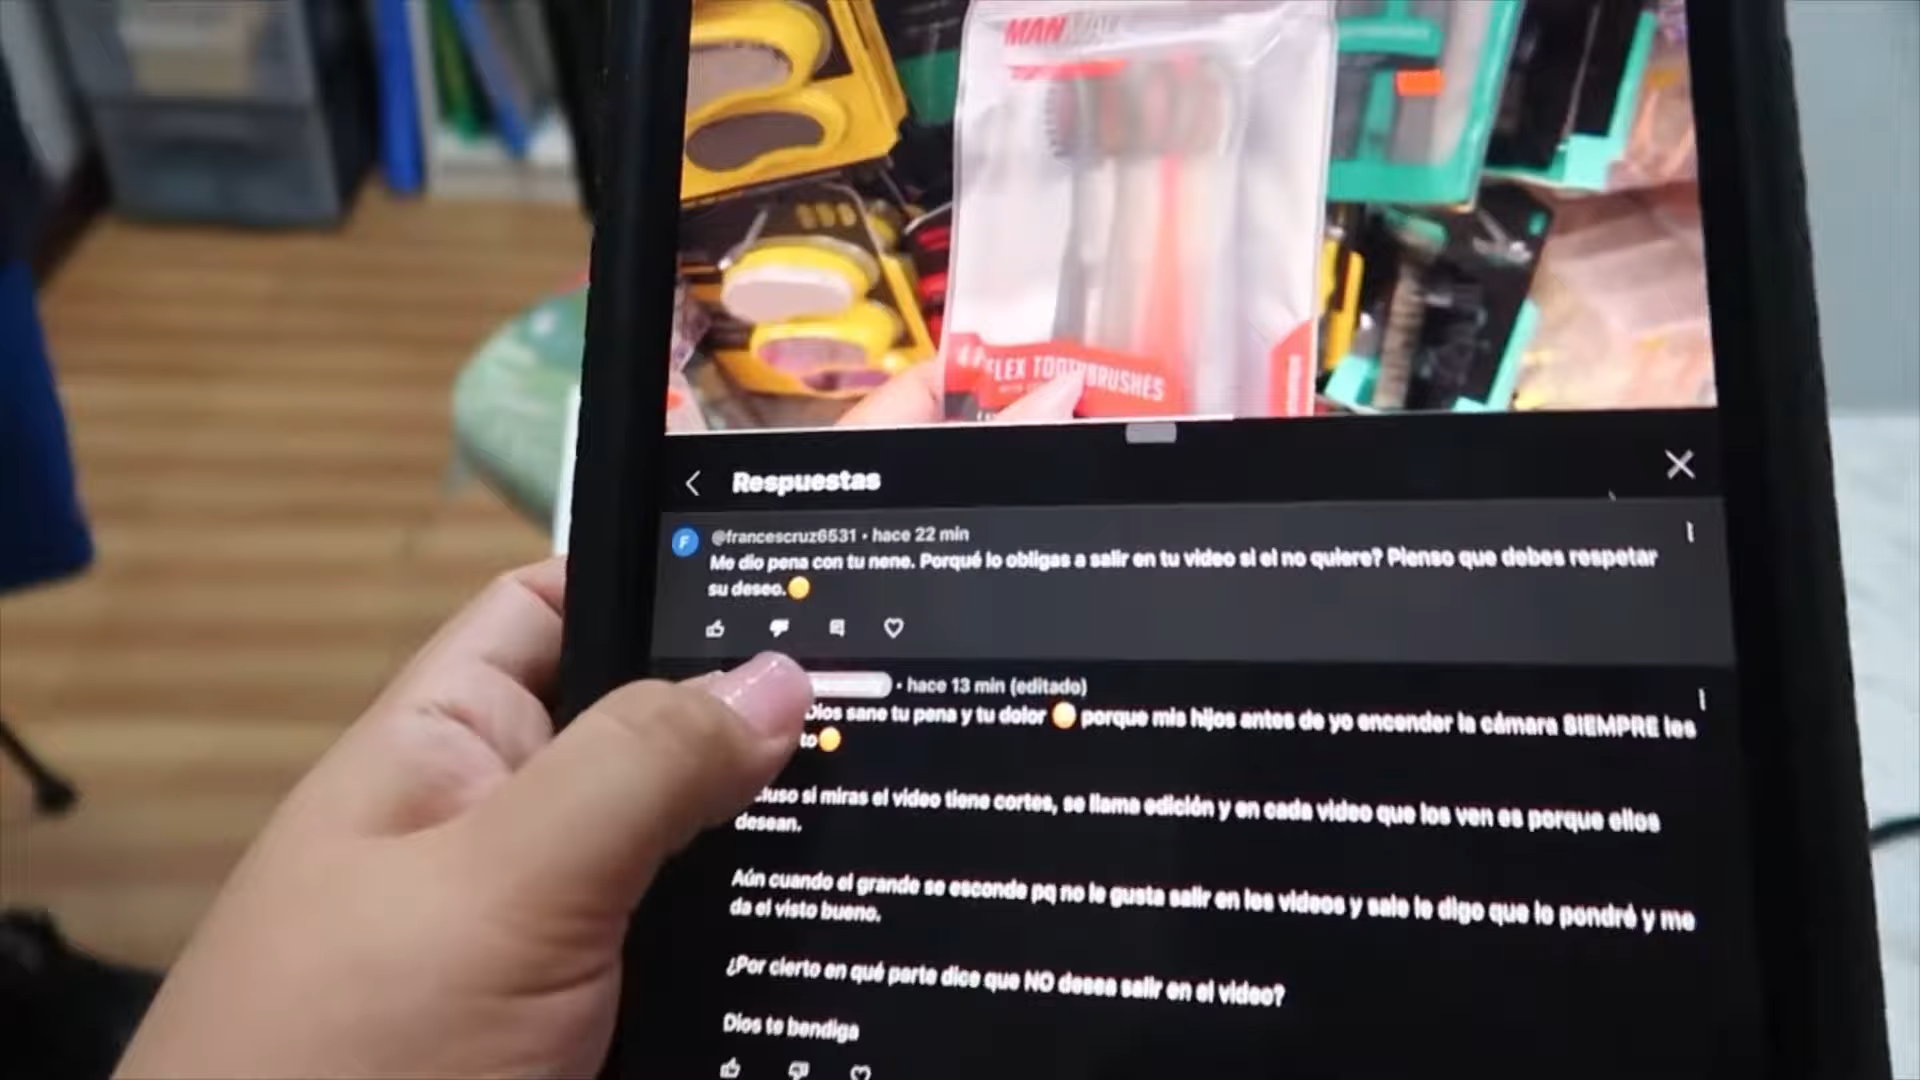 MAN
FLEX TOOTHBRUSHES
Respuestas
@francescruz6531 • hace 22 min
Me dio pena con tu nene. Porqué lo obligas a salir en tu video si el no quiere? Pienso que debes respetar
su deseo.
• hace 13 min (editado)
Dios sane tu pena y tu dolor porque mis hijos antes de yo encender la cámara SIEMPRE les
si miras el video tiene cortes, se llama edición y en cada video que los ven es porque ellos
desean.
Aún cuando el grande se esconde pq no le gusta salir en los videos y sale le digo que lo pondré y me
da el visto bueno.
¿Por cierto en qué parte dice que NO desea salir en el video?
Dios te bendiga